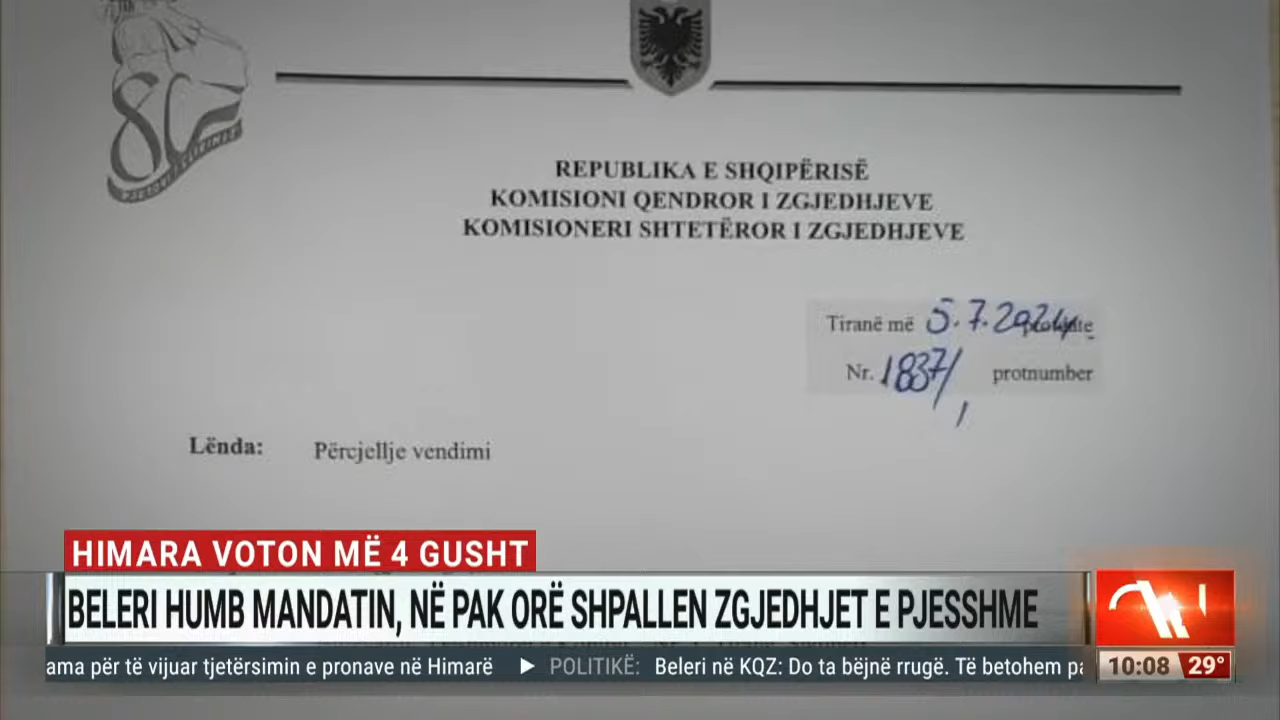 80
REPUBLIKA E SHQIPËRISË
KOMISIONI QENDROR I ZGJEDHJEVE
KOMISIONERI SHTETËROR I ZGJEDHJEVE
Tiranë më 5.7.2024
Nr. 1837/1 protnumber
Lënda: Përcjellje vendimi
HIMARA VOTON MË 4 GUSHT
BELERI HUMB MANDATIN, NË PAK ORË SHPALLEN ZGJEDHJET E PJESSHME
ama për të vijuar tjetërsimin e pronave në Himarë ▶ POLITIKË: Beleri në KQZ: Do ta bëjnë rrugë. Të betohem pa
10:08 29°